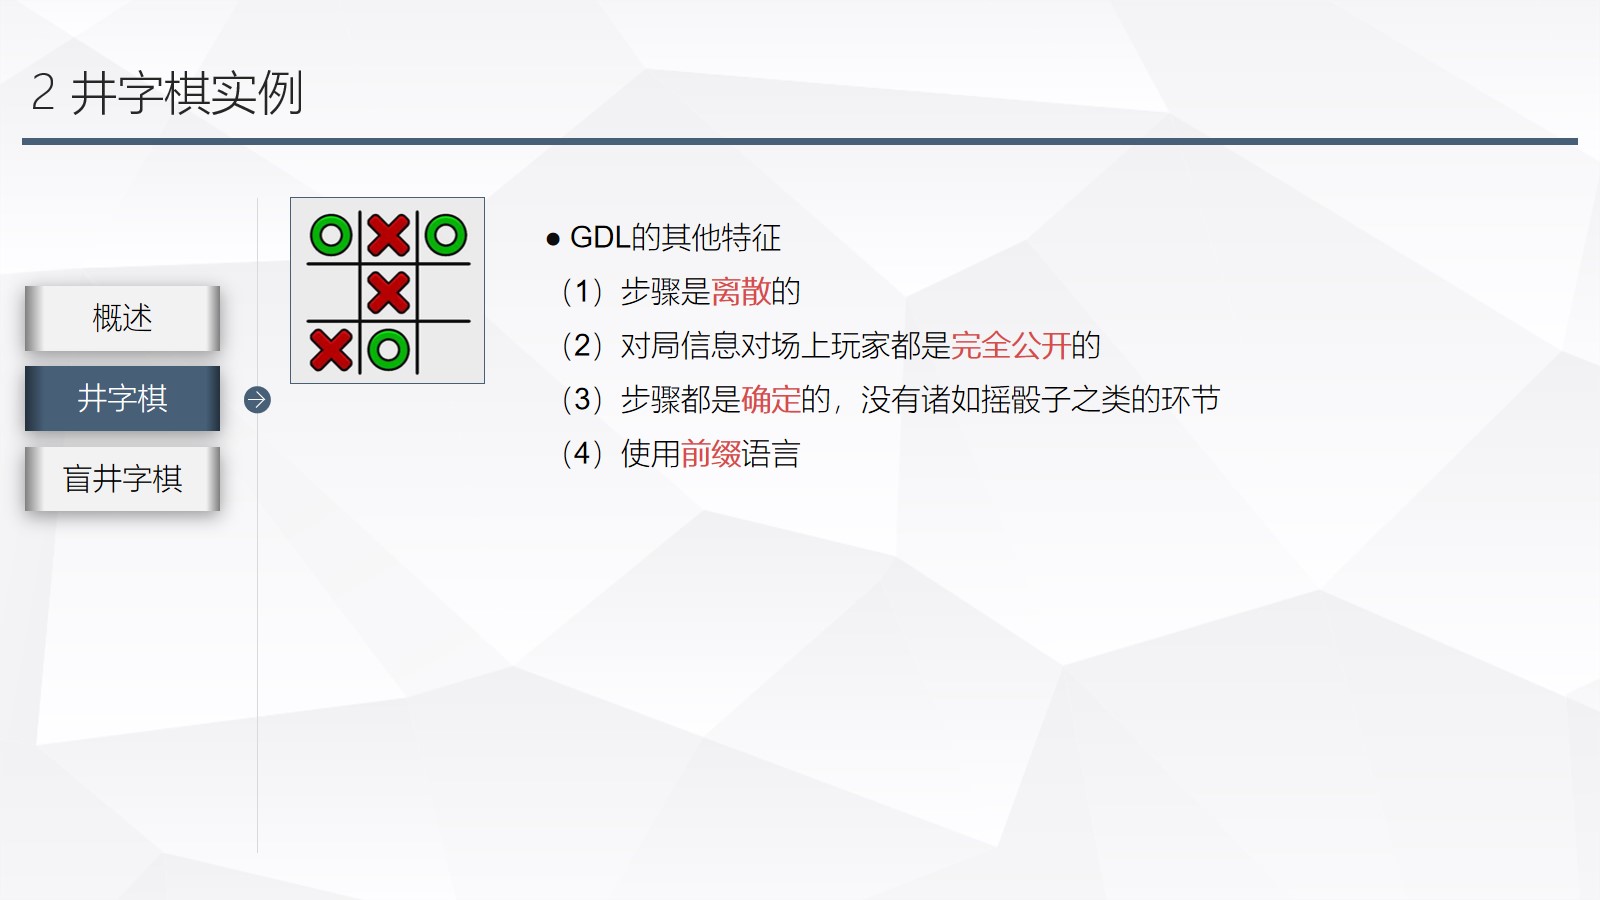 2 井字棋实例
概述
井字棋
盲井字棋
● GDL的其他特征
（1）步骤是离散的
（2）对局信息对场上玩家都是完全公开的
（3）步骤都是确定的，没有诸如摇骰子之类的环节
（4）使用前缀语言